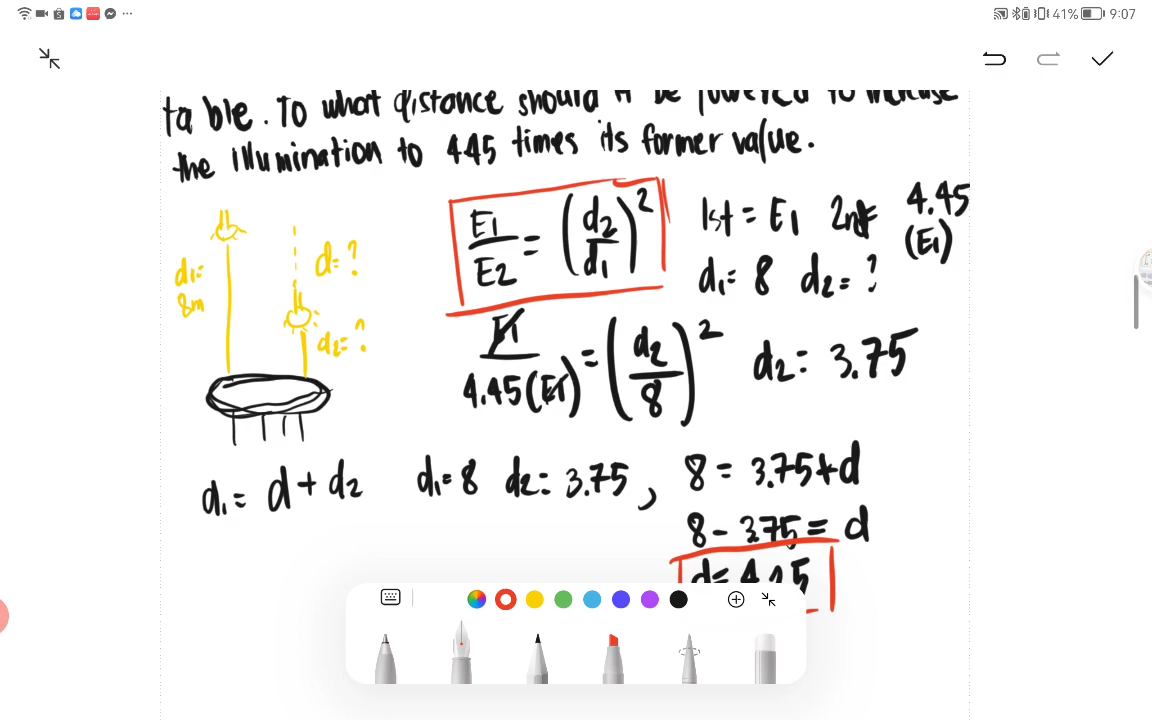 41% 9:07
table. To what distance should it be lowered to increase
the illumination to 4.45 times its former value.
E1/E2 = (d2/d1)²
1st = E1 2nd= 4.45 (E1)
d1= 8 d2= ?
d1= 8m
d= ?
d2= ?
E1/4.45(E1) = (d2/8)²
d2= 3.75
d1= d + d2 d1=8 d2= 3.75, 8 = 3.75+d
8 - 3.75 = d
d= 4.25